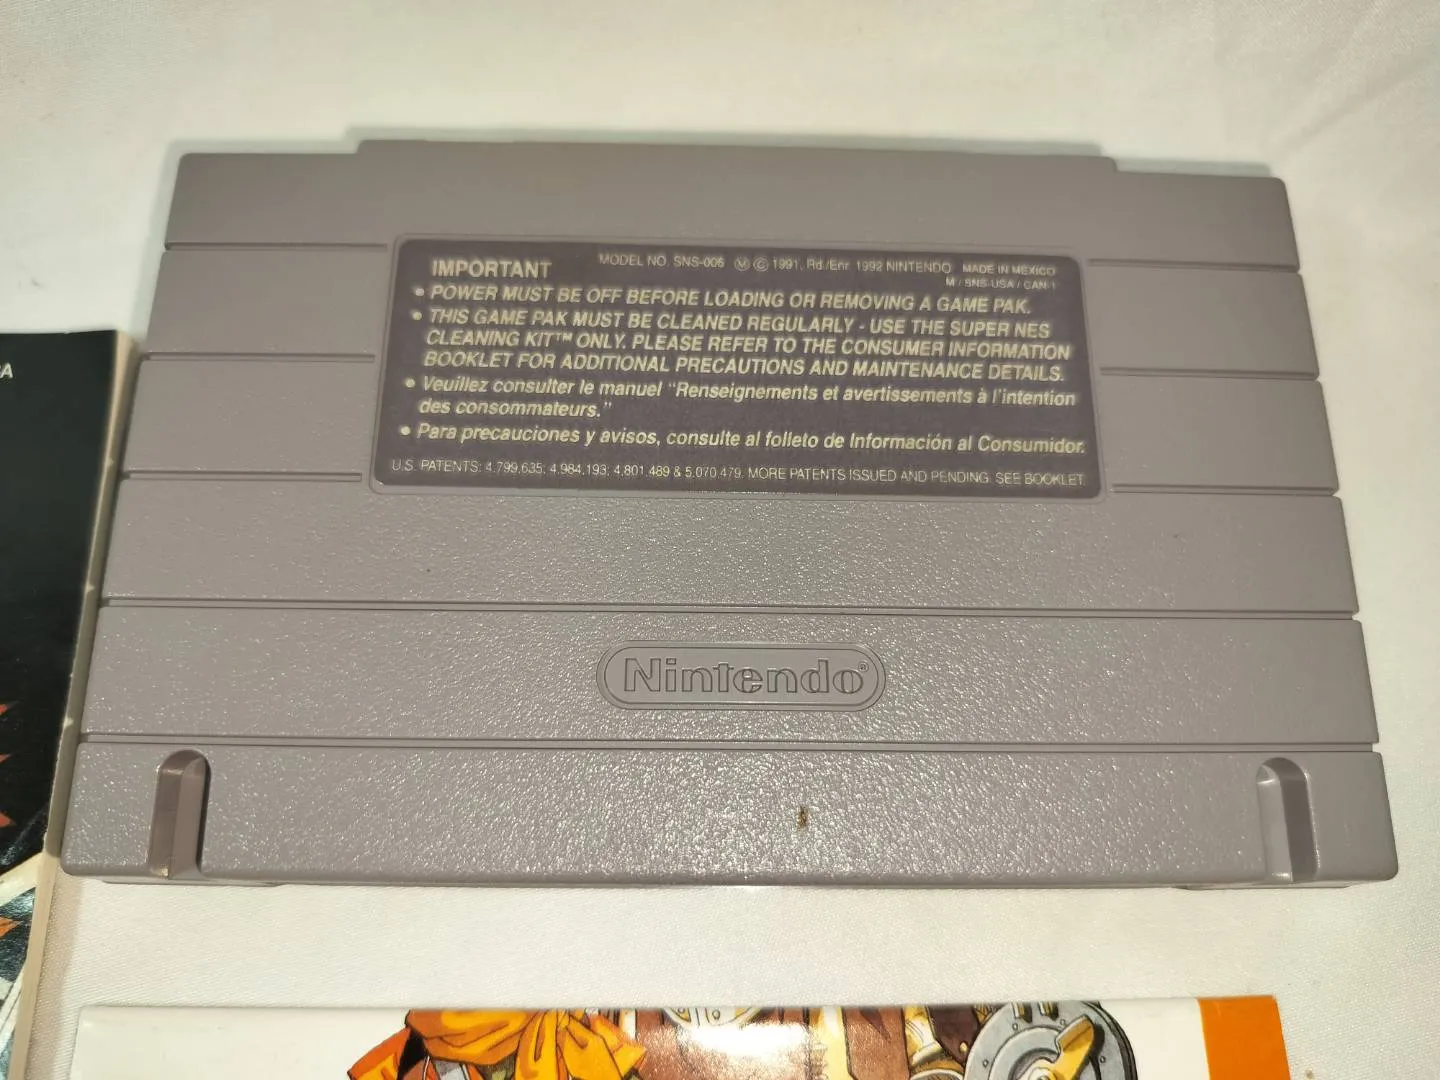 IMPORTANT
MODEL NO. SNS-006 Ⓜ Ⓒ 1991, Rd./Enr. 1992 NINTENDO MADE IN MEXICO
M / SNS-USA / CAN-1
• POWER MUST BE OFF BEFORE LOADING OR REMOVING A GAME PAK.
• THIS GAME PAK MUST BE CLEANED REGULARLY - USE THE SUPER NES
CLEANING KIT™ ONLY. PLEASE REFER TO THE CONSUMER INFORMATION
BOOKLET FOR ADDITIONAL PRECAUTIONS AND MAINTENANCE DETAILS.
• Veuillez consulter le manuel "Renseignements et avertissements à l'intention
des consommateurs."
• Para precauciones y avisos, consulte al folleto de Información al Consumidor.
U.S. PATENTS: 4,799,635; 4,984,193; 4,801,489 & 5,070,479. MORE PATENTS ISSUED AND PENDING. SEE BOOKLET
Nintendo®